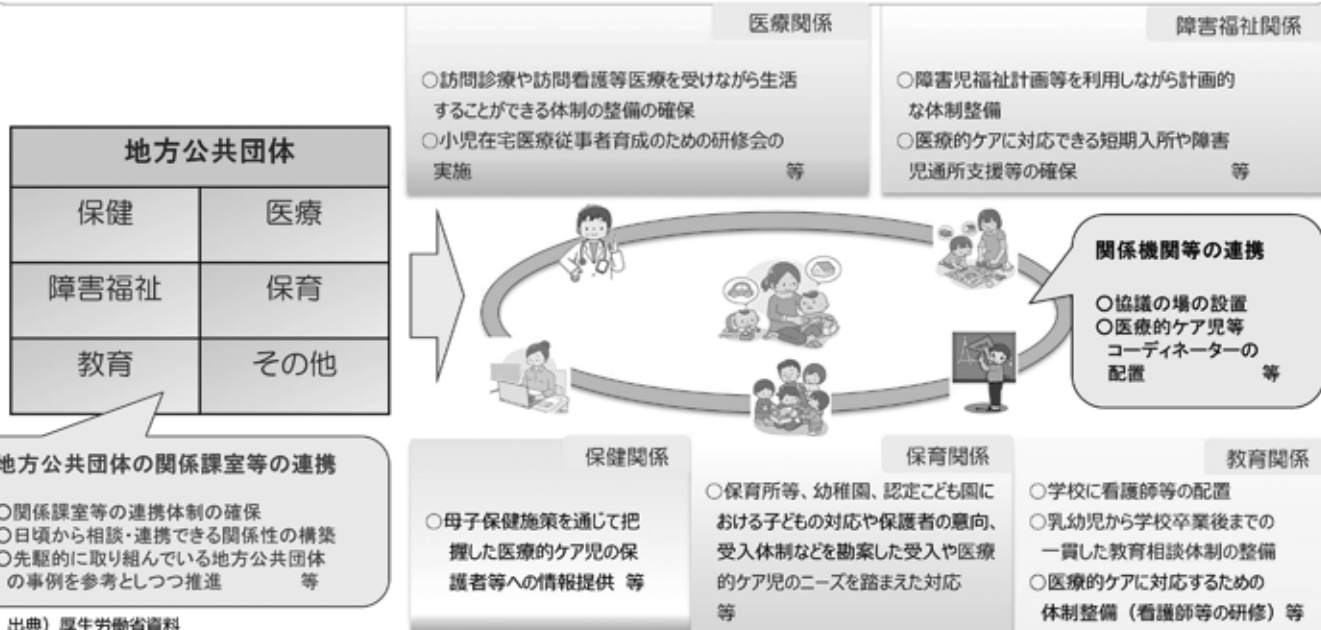 医療関係
○訪問診療や訪問看護等医療を受けながら生活
することができる体制の整備の確保
○小児在宅医療従事者育成のための研修会の
実施 等
障害福祉関係
○障害児福祉計画等を利用しながら計画的
な体制整備
○医療的ケアに対応できる短期入所や障害
児通所支援等の確保 等
地方公共団体
保健 医療
障害福祉 保育
教育 その他
関係機関等の連携
○協議の場の設置
○医療的ケア児等
コーディネーターの
配置 等
地方公共団体の関係課室等の連携
○関係課室等の連携体制の確保
○日頃から相談・連携できる関係性の構築
○先駆的に取り組んでいる地方公共団体
の事例を参考としつつ推進 等
保健関係
○母子保健施策を通じて把
握した医療的ケア児の保
護者等への情報提供 等
保育関係
○保育所等、幼稚園、認定こども園に
おける子どもの対応や保護者の意向、
受入体制などを勘案した受入や医療
的ケア児のニーズを踏まえた対応
等
教育関係
○学校に看護師等の配置
○乳幼児から学校卒業後までの
一貫した教育相談体制の整備
○医療的ケアに対応するための
体制整備（看護師等の研修）等
出典）厚生労働省資料